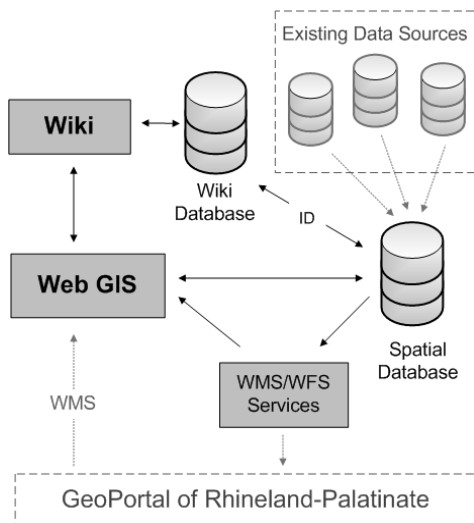 Existing Data Sources
Wiki
Wiki
Database
ID
Web GIS
Spatial
Database
WMS/WFS
Services
WMS
GeoPortal of Rhineland-Palatinate